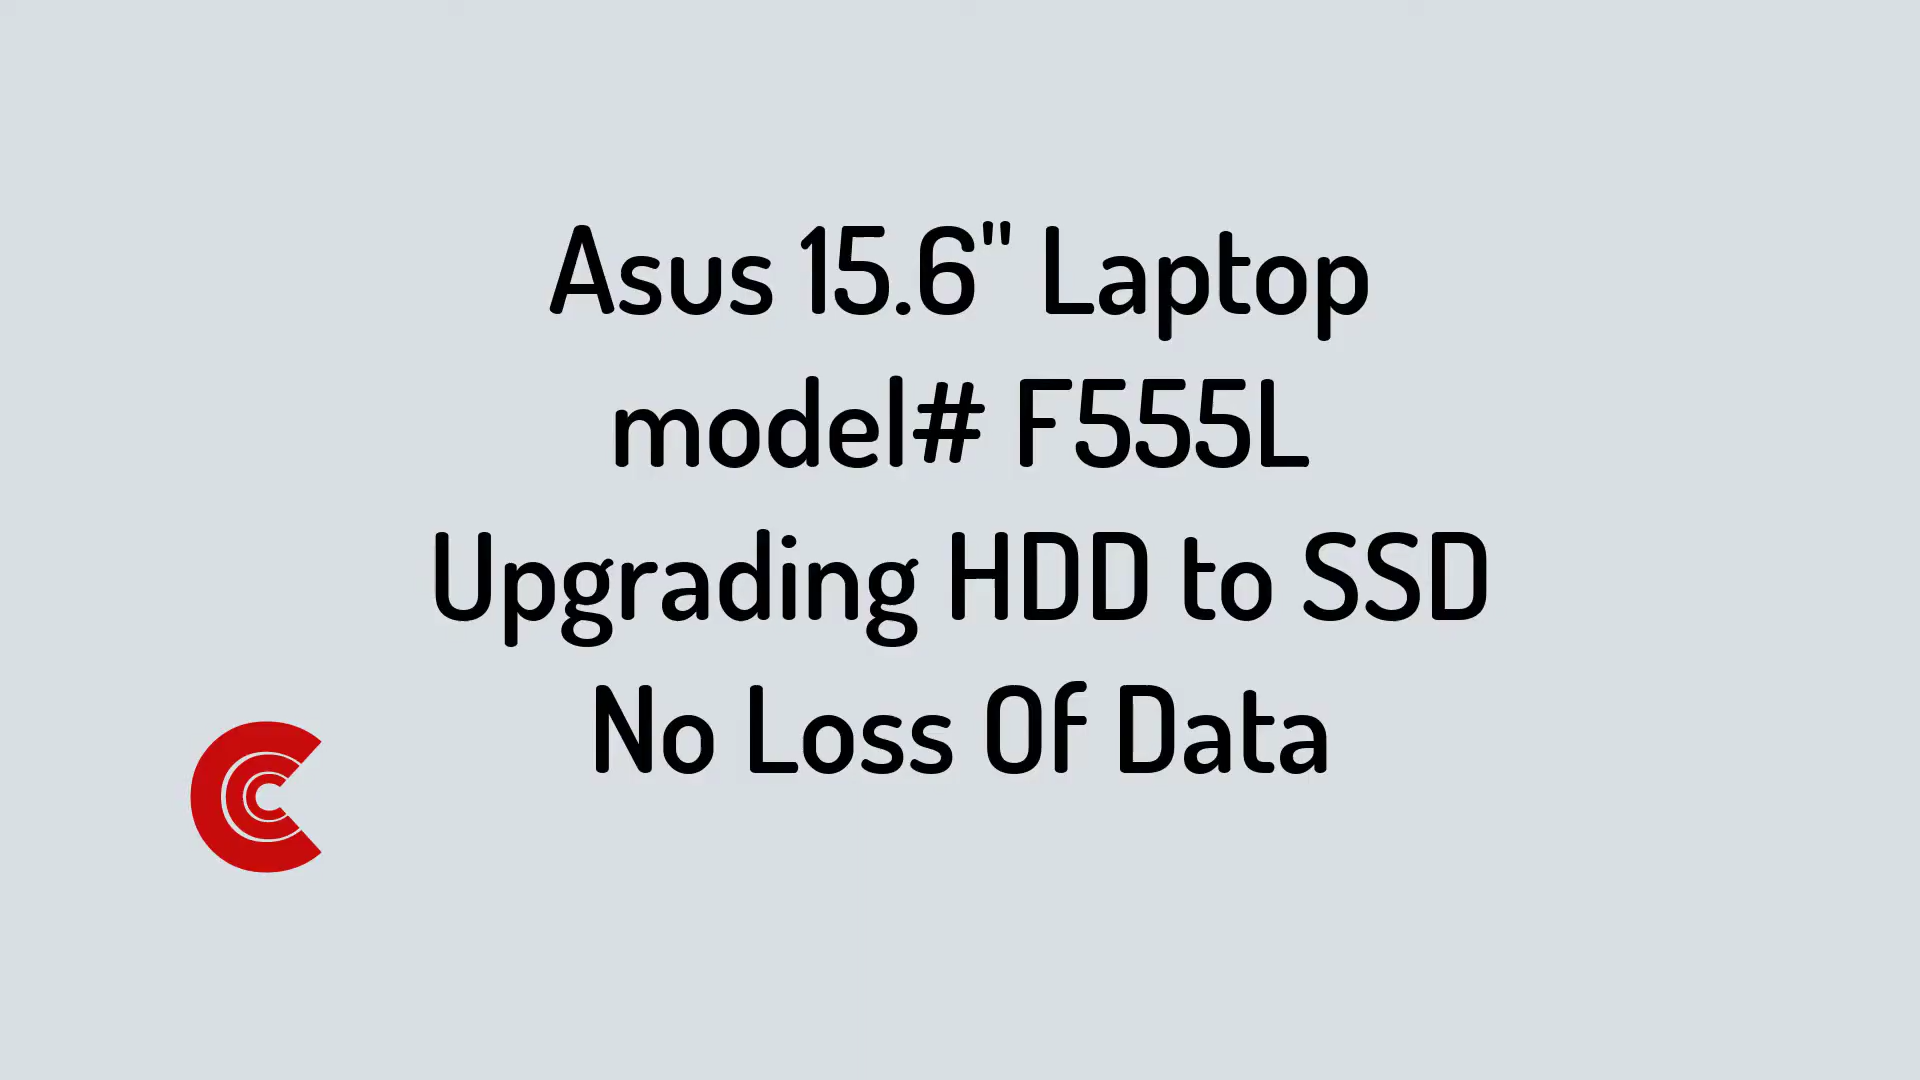 Asus 15.6" Laptop
model# F555L
Upgrading HDD to SSD
No Loss Of Data